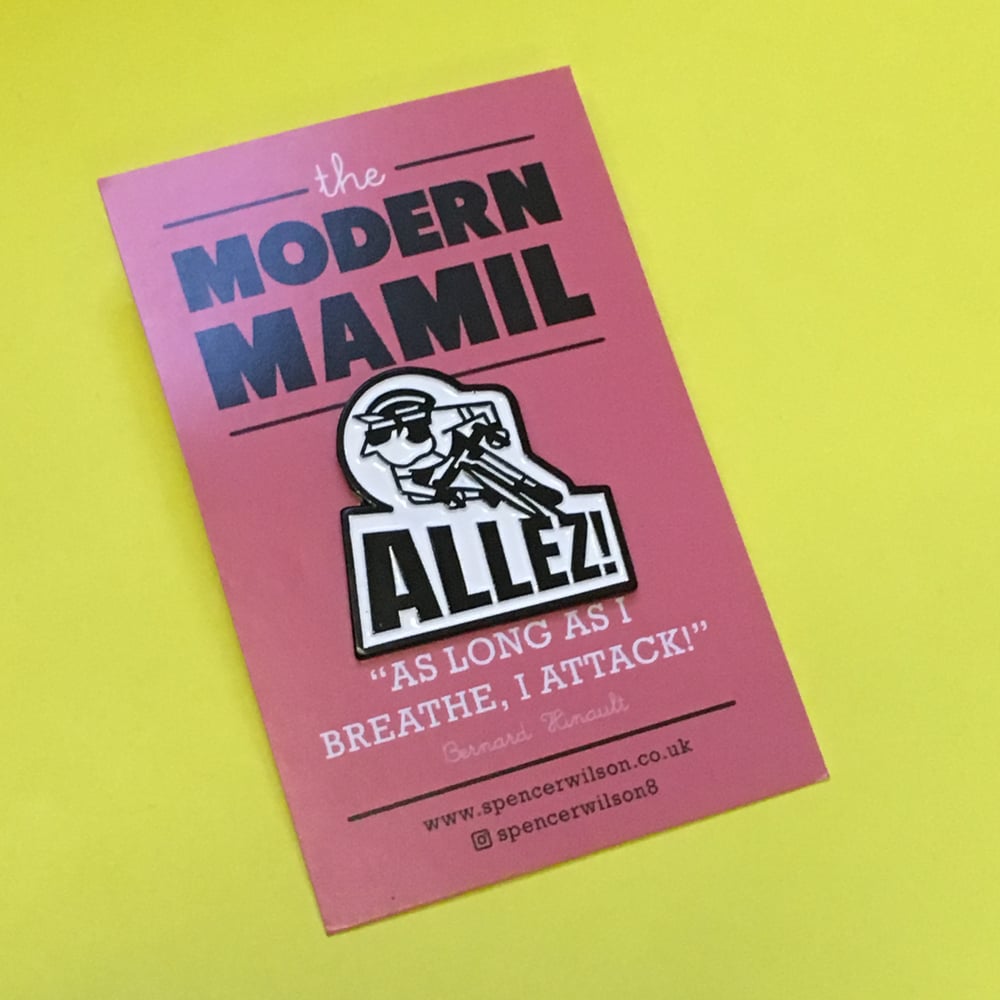 the
MODERN
MAMIL
ALLEZ!
“AS LONG AS I
BREATHE, I ATTACK!”
Bernard Hinault
www.spencerwilson.co.uk
spencerwilson8